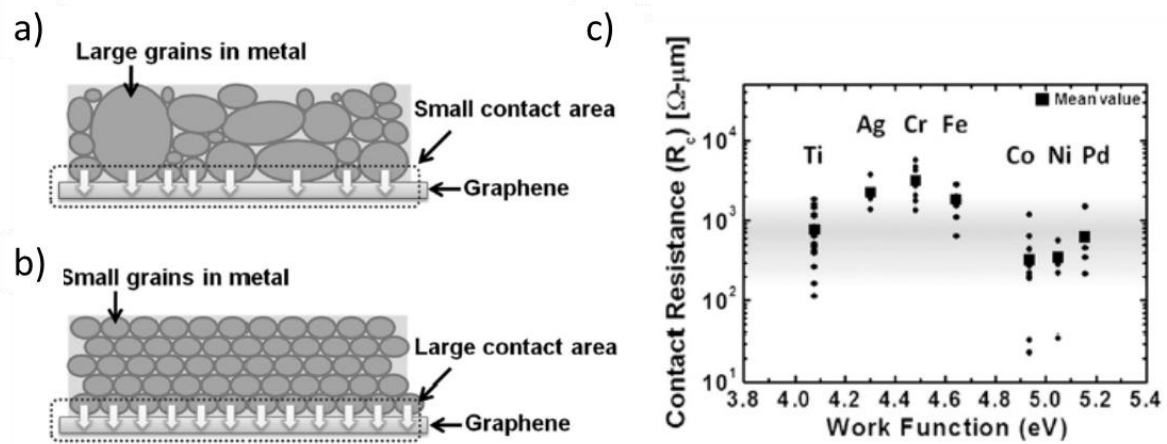 a)
Large grains in metal
Small contact area
Graphene
b)
Small grains in metal
Large contact area
Graphene
c)
Contact Resistance (Rc) [Ω-μm]
10⁴
10³
10²
10¹
Mean value
Ti
Ag
Cr
Fe
Co
Ni
Pd
3.8 4.0 4.2 4.4 4.6 4.8 5.0 5.2 5.4
Work Function (eV)